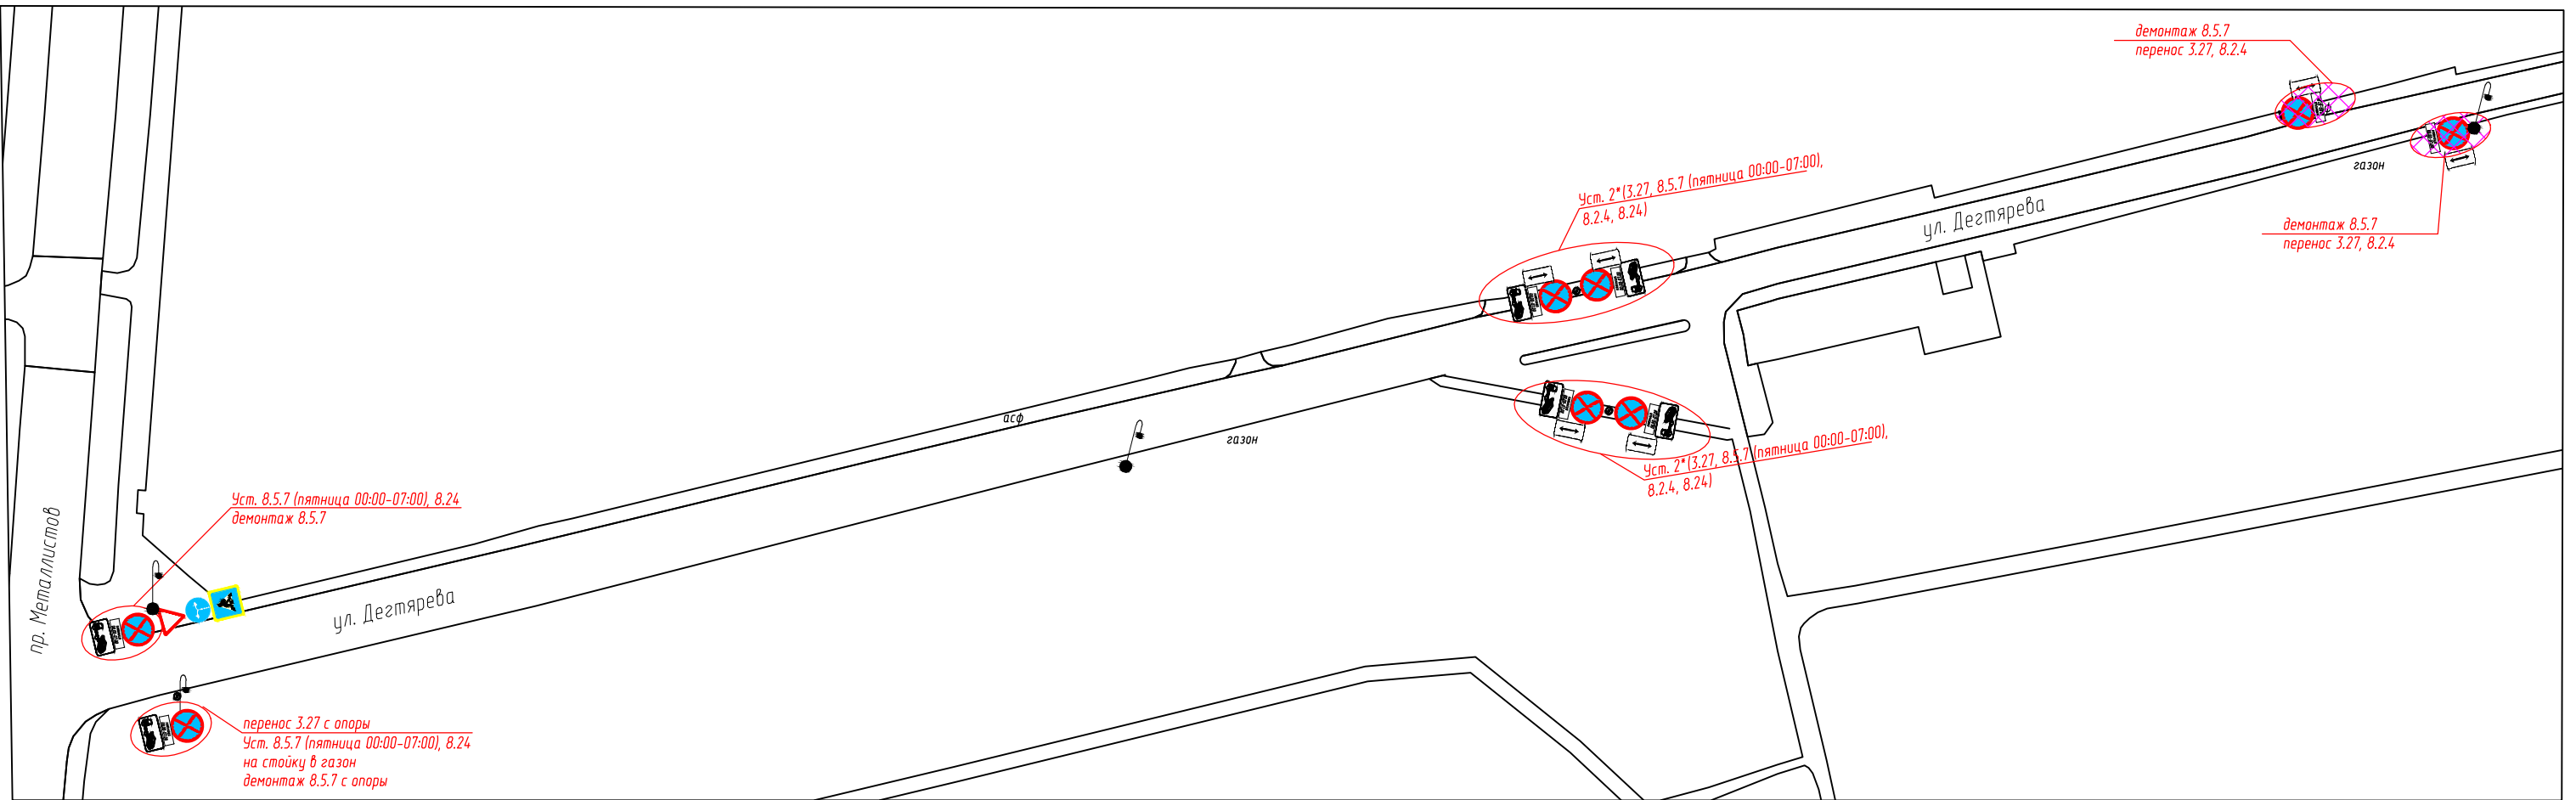 демонтаж 8.5.7
перенос 3.27, 8.2.4
газон
демонтаж 8.5.7
перенос 3.27, 8.2.4
Уст. 2*(3.27, 8.5.7 (пятница 00:00-07:00),
8.2.4, 8.24)
ул. Дегтярева
асф
газон
Уст. 2*(3.27, 8.5.7 (пятница 00:00-07:00),
8.2.4, 8.24)
Уст. 8.5.7 (пятница 00:00-07:00), 8.24
демонтаж 8.5.7
пр. Металлистов
ул. Дегтярева
перенос 3.27 с опоры
Уст. 8.5.7 (пятница 00:00-07:00), 8.24
на стойку в газон
демонтаж 8.5.7 с опоры